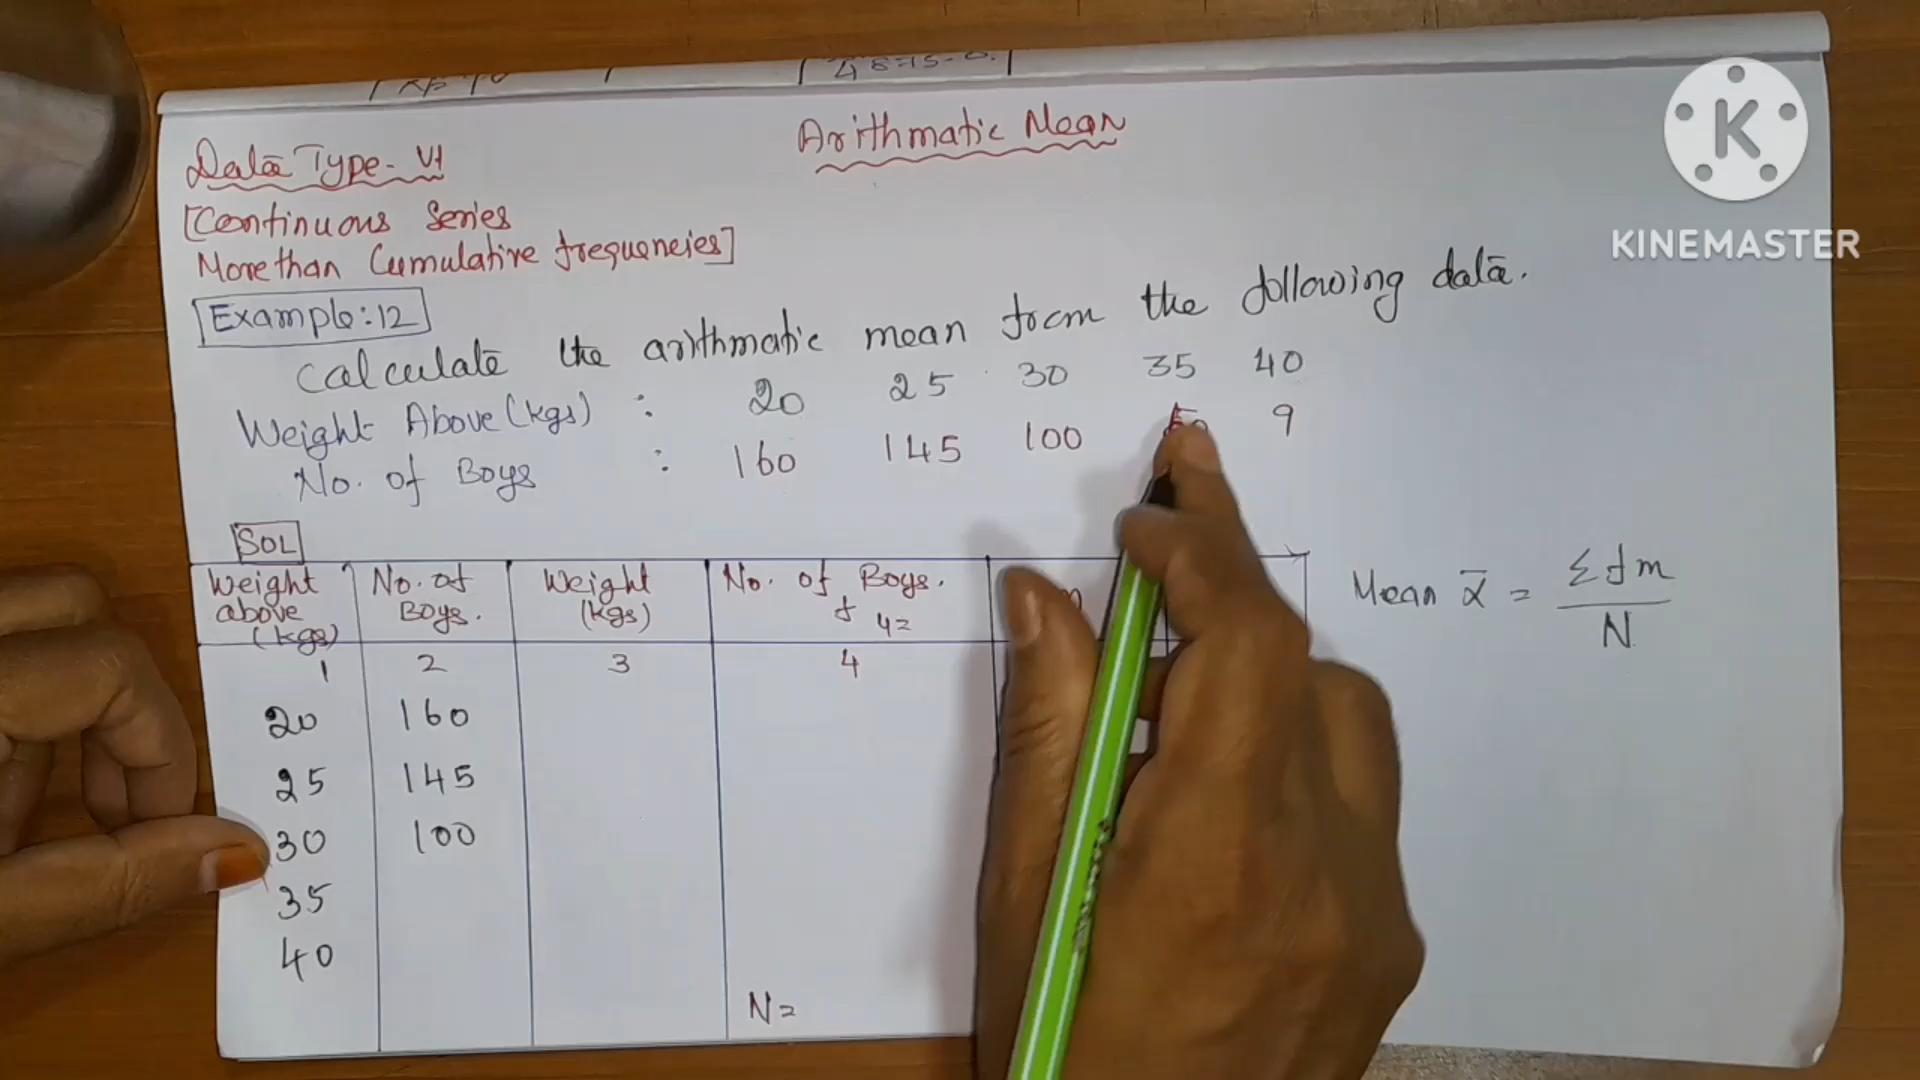 Arithmatic Mean
Data Type - VI
[Continuous Series
More than Cumulative frequencies]
Example:12
Calculate the arithmatic mean from the following data.
Weight Above (kgs) : 20 25 30 35 40
No. of Boys : 160 145 100 50 9
SOL
Weight above (kgs) No. of Boys. Weight (kgs) No. of Boys. f 4=
1 2 3 4
20 160
25 145
30 100
35
40
N=
Mean x̄ = Σfm / N
K
KINEMASTER